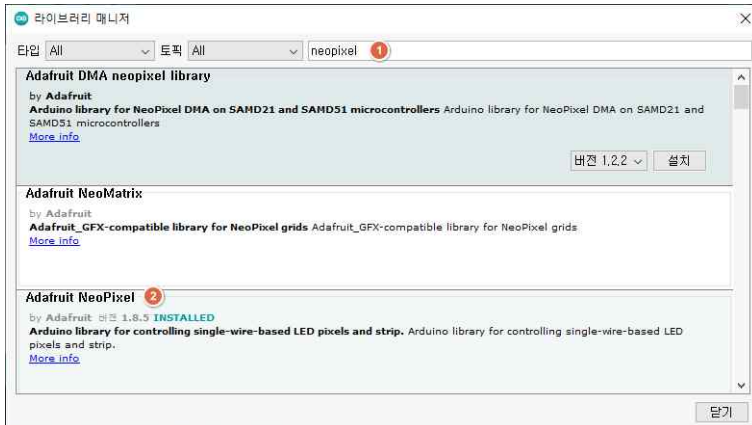 라이브러리 매니저
타입 All 토픽 All neopixel 1
Adafruit DMA neopixel library
by Adafruit
Arduino library for NeoPixel DMA on SAMD21 and SAMD51 microcontrollers Arduino library for NeoPixel DMA on SAMD21 and
SAMD51 microcontrollers
More info
버전 1,2,2 설치
Adafruit NeoMatrix
by Adafruit
Adafruit_GFX-compatible library for NeoPixel grids Adafruit_GFX-compatible library for NeoPixel grids
More info
Adafruit NeoPixel 2
by Adafruit 버전 1.8.5 INSTALLED
Arduino library for controlling single-wire-based LED pixels and strip. Arduino library for controlling single-wire-based LED
pixels and strip.
More info
닫기